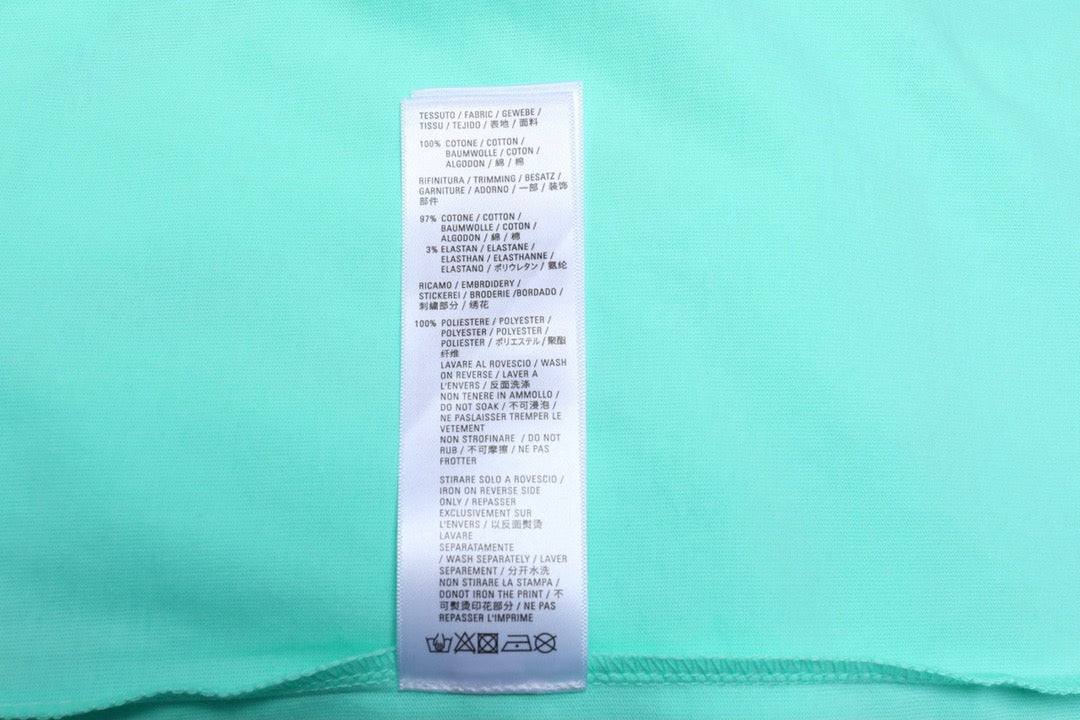 TESSUTO / FABRIC / GEWEBE /
TISSU / TEJIDO / 表地 / 面料
100% COTONE / COTTON /
BAUMWOLLE / COTON /
ALGODON / 綿 / 棉
RIFINITURA / TRIMMING / BESATZ /
GARNITURE / ADORNO / 一部 / 装饰
部件
97% COTONE / COTTON /
BAUMWOLLE / COTON /
ALGODON / 綿 / 棉
3% ELASTAN / ELASTANE /
ELASTHAN / ELASTHANNE /
ELASTANO / ポリウレタン / 氨纶
RICAMO / EMBRDIERY /
STICKEREI / BRODERIE /BORDADO /
刺繍部分 / 绣花
100% POLIESTERE / POLYESTER /
POLYESTER / POLYESTER /
POLIESTER / ポリエステル / 聚酯
纤维
LAVARE AL ROVESCIO / WASH
ON REVERSE / LAVER A
L'ENVERS / 反面洗涤
NON TENERE IN AMMOLLO /
DO NOT SOAK / 不可浸泡 /
NE PASLAISSER TREMPER LE
VETEMENT
NON STROFINARE / DO NOT
RUB / 不可摩擦 / NE PAS
FROTTER
STIRARE SOLO A ROVESCIO /
IRON ON REVERSE SIDE
ONLY / REPASSER
EXCLUSIVEMENT SUR
L'ENVERS / 以反面熨烫
LAVARE
SEPARATAMENTE
/ WASH SEPARATELY / LAVER
SEPAREMENT / 分开水洗
NON STIRARE LA STAMPA /
DONOT IRON THE PRINT / 不
可熨烫印花部分 / NE PAS
REPASSER L'IMPRIME